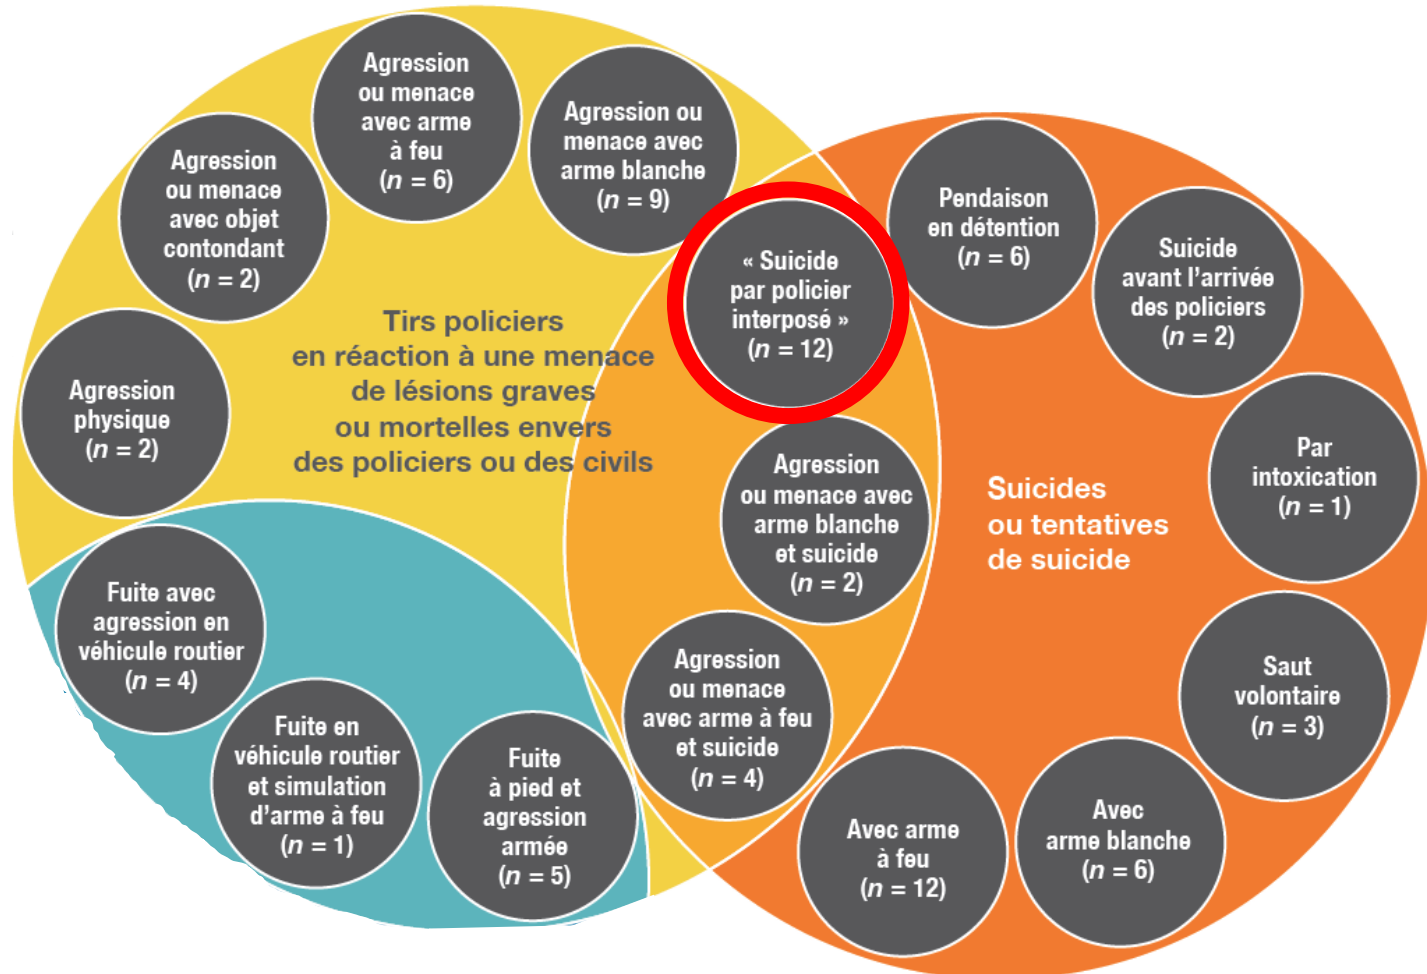 Agression
ou menace
avec arme
à feu
(n = 6)
Agression ou
menace avec
arme blanche
(n = 9)
Agression
ou menace
avec objet
contondant
(n = 2)
Agression
physique
(n = 2)
Tirs policiers
en réaction à une menace
de lésions graves
ou mortelles envers
des policiers ou des civils
« Suicide
par policier
interposé »
(n = 12)
Agression
ou menace avec
arme blanche
et suicide
(n = 2)
Agression
ou menace
avec arme à feu
et suicide
(n = 4)
Fuite avec
agression en
véhicule routier
(n = 4)
Fuite en
véhicule routier
et simulation
d'arme à feu
(n = 1)
Fuite
à pied et
agression
armée
(n = 5)
Pendaison
en détention
(n = 6)
Suicide
avant l'arrivée
des policiers
(n = 2)
Par
intoxication
(n = 1)
Suicides
ou tentatives
de suicide
Saut
volontaire
(n = 3)
Avec
arme blanche
(n = 6)
Avec arme
à feu
(n = 12)